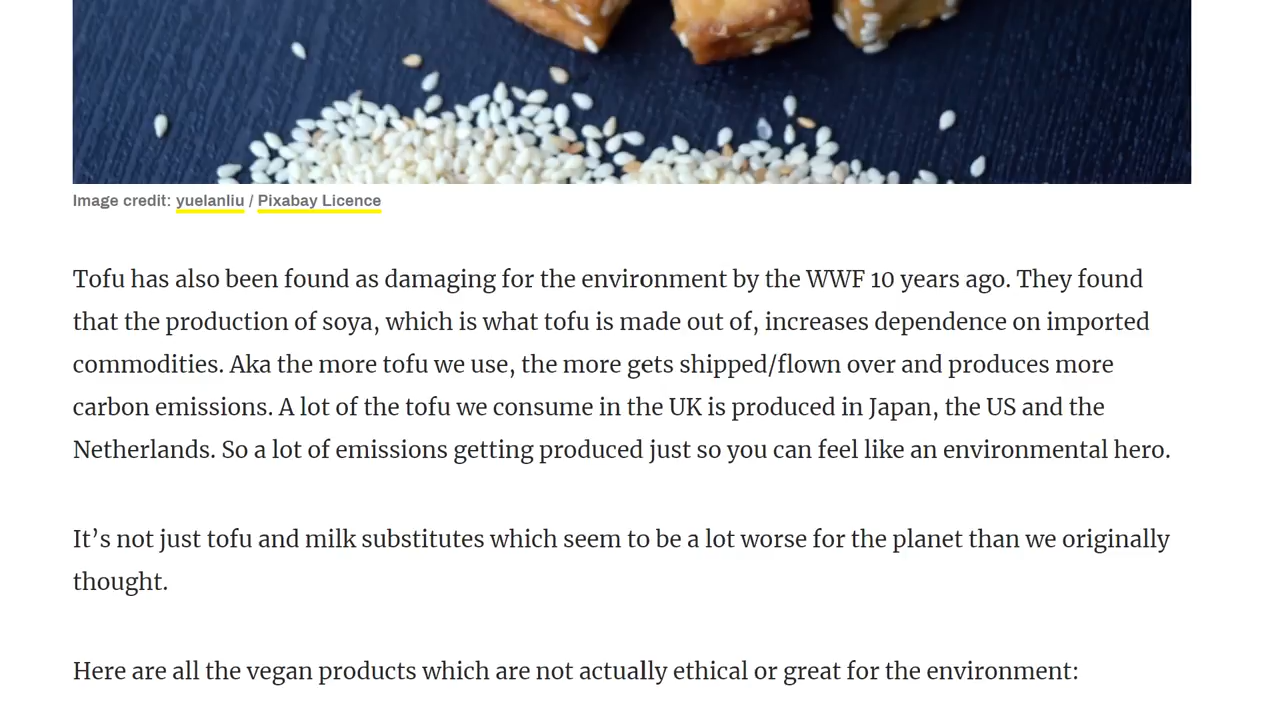 Image credit: yuelanliu / Pixabay Licence
Tofu has also been found as damaging for the environment by the WWF 10 years ago. They found
that the production of soya, which is what tofu is made out of, increases dependence on imported
commodities. Aka the more tofu we use, the more gets shipped/flown over and produces more
carbon emissions. A lot of the tofu we consume in the UK is produced in Japan, the US and the
Netherlands. So a lot of emissions getting produced just so you can feel like an environmental hero.
It’s not just tofu and milk substitutes which seem to be a lot worse for the planet than we originally
thought.
Here are all the vegan products which are not actually ethical or great for the environment: